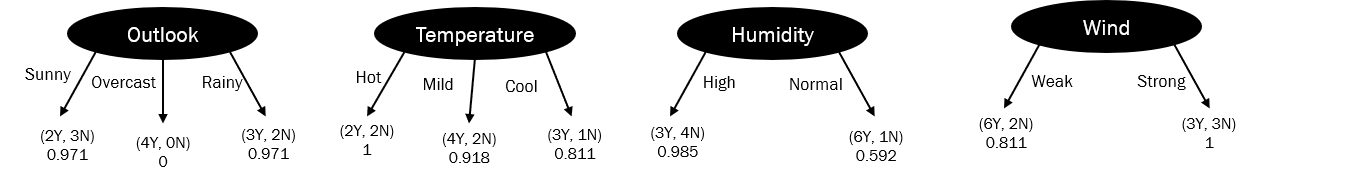 Outlook
Sunny
Overcast
Rainy
(2Y, 3N)
0.971
(4Y, 0N)
0
(3Y, 2N)
0.971
Temperature
Hot
Mild
Cool
(2Y, 2N)
1
(4Y, 2N)
0.918
(3Y, 1N)
0.811
Humidity
High
Normal
(3Y, 4N)
0.985
(6Y, 1N)
0.592
Wind
Weak
Strong
(6Y, 2N)
0.811
(3Y, 3N)
1